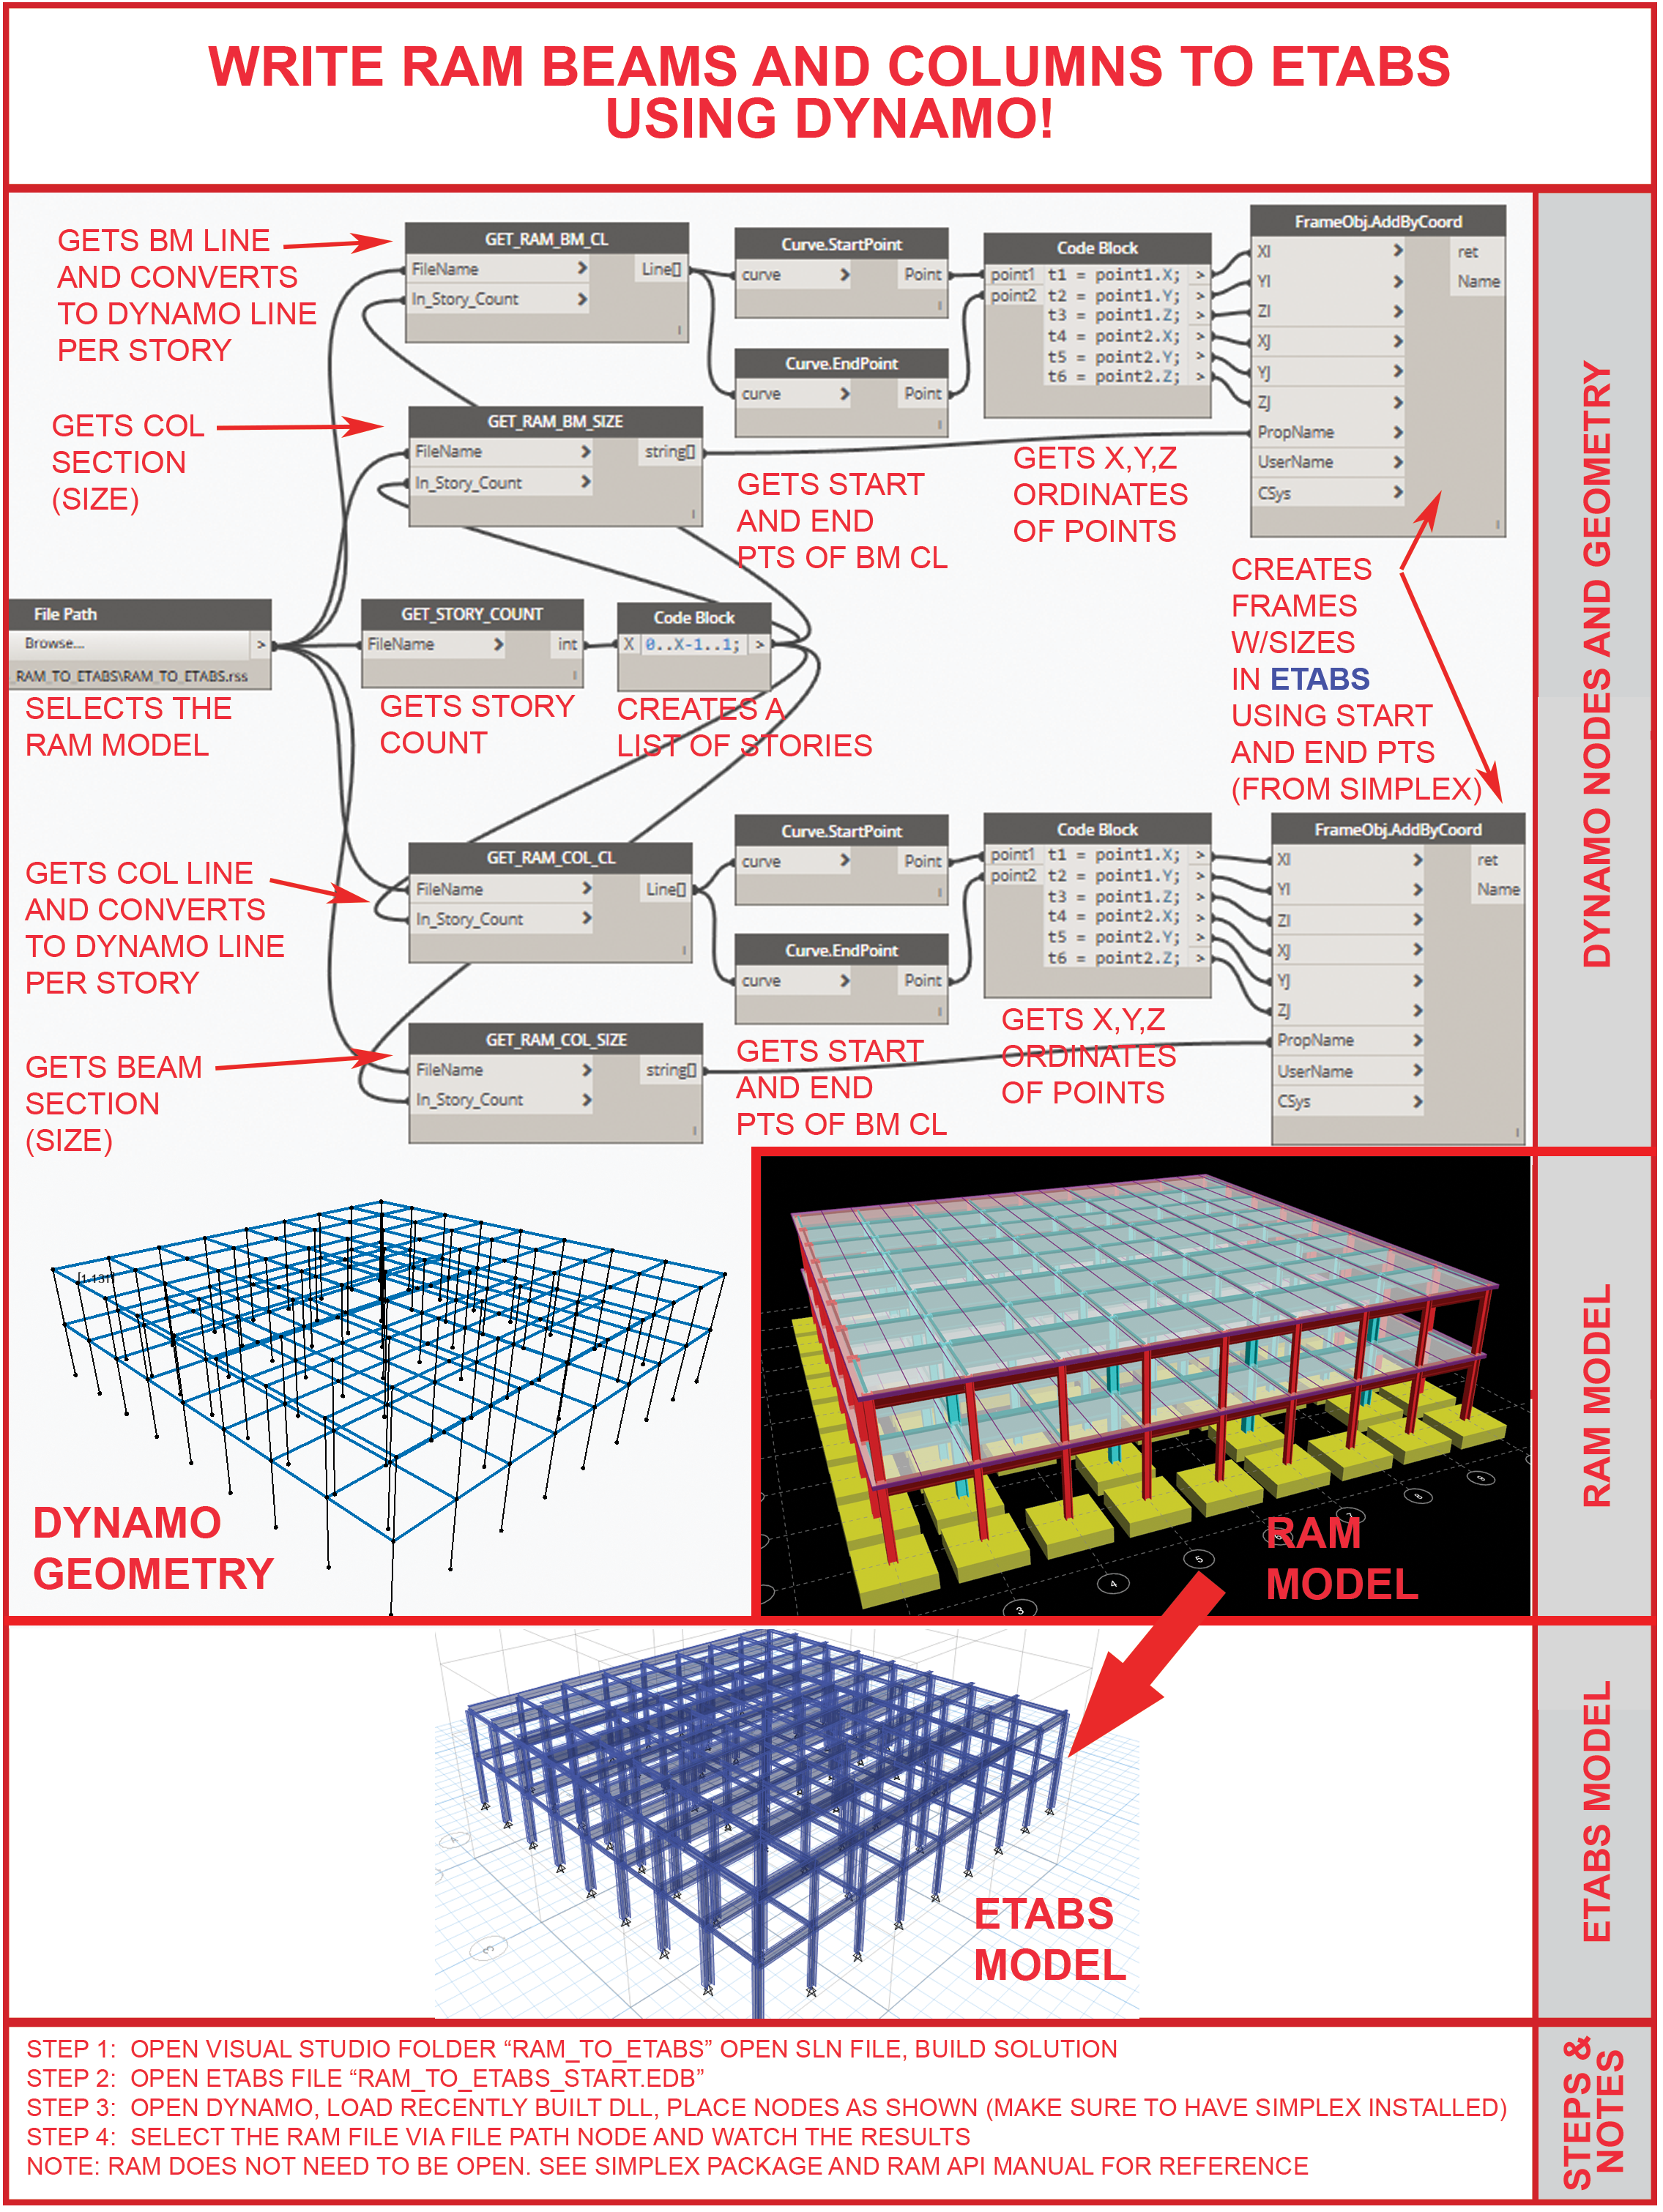 WRITE RAM BEAMS AND COLUMNS TO ETABS
USING DYNAMO!
GETS BM LINE
AND CONVERTS
TO DYNAMO LINE
PER STORY
GET_RAM_BM_CL
FileName >
In_Story_Count >
Line[]
Curve.StartPoint
curve >
Point
Curve.EndPoint
curve >
Point
Code Block
point1
point2
t1 = point1.X; >
t2 = point1.Y; >
t3 = point1.Z; >
t4 = point2.X; >
t5 = point2.Y; >
t6 = point2.Z; >
FrameObj.AddByCoord
XI >
YI >
ZI >
XJ >
YJ >
ZJ >
PropName >
UserName >
CSys >
ret
Name
GETS COL
SECTION
(SIZE)
GET_RAM_BM_SIZE
FileName >
In_Story_Count >
string[]
GETS START
AND END
PTS OF BM CL
GETS X,Y,Z
ORDINATES
OF POINTS
CREATES
FRAMES
W/SIZES
IN ETABS
USING START
AND END PTS
(FROM SIMPLEX)
File Path
Browse... >
_RAM_TO_ETABS\RAM_TO_ETABS.rss
SELECTS THE
RAM MODEL
GET_STORY_COUNT
FileName >
int
GETS STORY
COUNT
Code Block
X 0..X-1..1; >
CREATES A
LIST OF STORIES
GETS COL LINE
AND CONVERTS
TO DYNAMO LINE
PER STORY
GET_RAM_COL_CL
FileName >
In_Story_Count >
Line[]
Curve.StartPoint
curve >
Point
Curve.EndPoint
curve >
Point
Code Block
point1
point2
t1 = point1.X; >
t2 = point1.Y; >
t3 = point1.Z; >
t4 = point2.X; >
t5 = point2.Y; >
t6 = point2.Z; >
FrameObj.AddByCoord
XI >
YI >
ZI >
XJ >
YJ >
ZJ >
PropName >
UserName >
CSys >
ret
Name
GETS BEAM
SECTION
(SIZE)
GET_RAM_COL_SIZE
FileName >
In_Story_Count >
string[]
GETS START
AND END
PTS OF BM CL
GETS X,Y,Z
ORDINATES
OF POINTS
DYNAMO NODES AND GEOMETRY
DYNAMO
GEOMETRY
3
4
5
7
8
9
RAM
MODEL
RAM MODEL
3
ETABS
MODEL
ETABS MODEL
STEP 1: OPEN VISUAL STUDIO FOLDER “RAM_TO_ETABS” OPEN SLN FILE, BUILD SOLUTION
STEP 2: OPEN ETABS FILE “RAM_TO_ETABS_START.EDB”
STEP 3: OPEN DYNAMO, LOAD RECENTLY BUILT DLL, PLACE NODES AS SHOWN (MAKE SURE TO HAVE SIMPLEX INSTALLED)
STEP 4: SELECT THE RAM FILE VIA FILE PATH NODE AND WATCH THE RESULTS
NOTE: RAM DOES NOT NEED TO BE OPEN. SEE SIMPLEX PACKAGE AND RAM API MANUAL FOR REFERENCE
STEPS &
NOTES